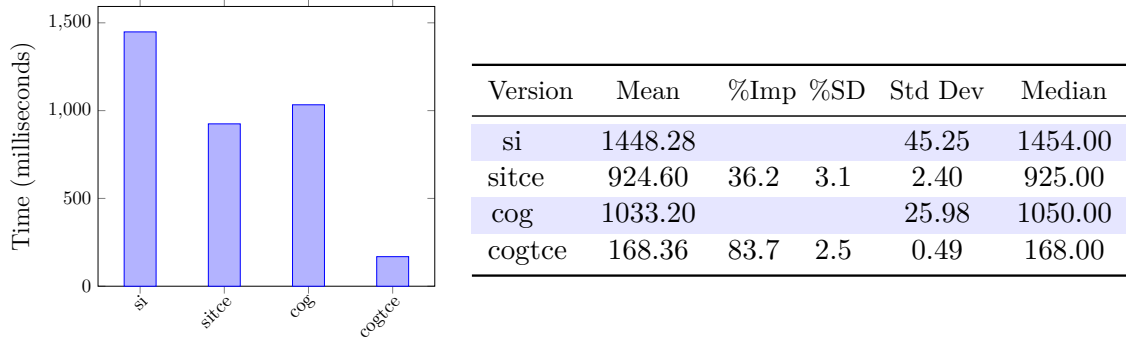 Time (milliseconds)
1,500
1,000
500
0
si sitce cog cogtce
Version Mean %Imp %SD Std Dev Median
si 1448.28 45.25 1454.00
sitce 924.60 36.2 3.1 2.40 925.00
cog 1033.20 25.98 1050.00
cogtce 168.36 83.7 2.5 0.49 168.00